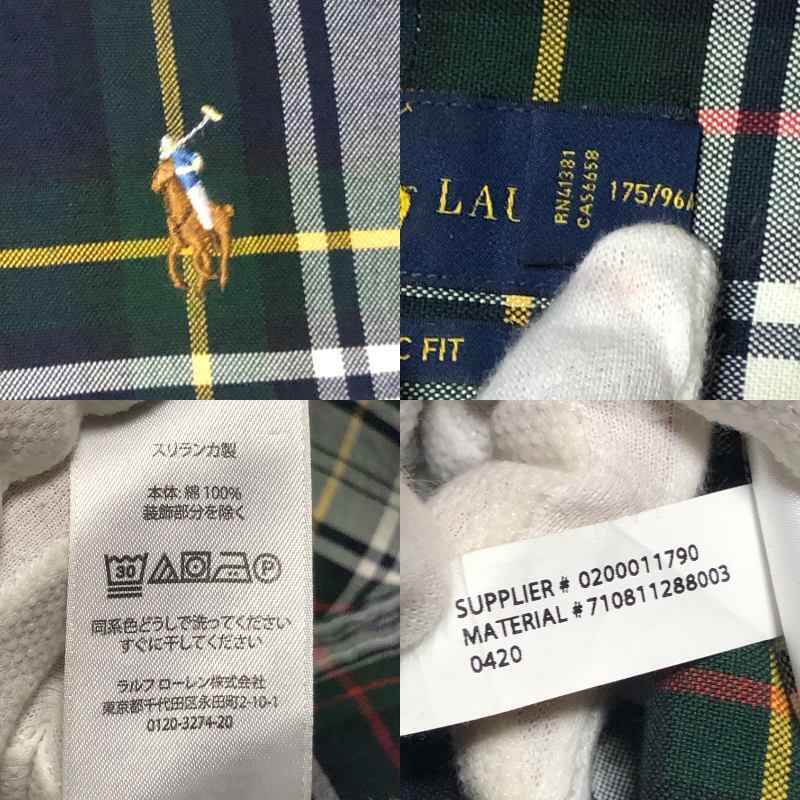 LAU
RN41381
CA56658
175/96A
C FIT
スリランカ製
本体: 綿 100%
装飾部分を除く
30
P
同系色どうしで洗ってください
すぐに干してください
ラルフ ローレン株式会社
東京都千代田区永田町2-10-1
0120-3274-20
SUPPLIER # 0200011790
MATERIAL # 710811288003
0420